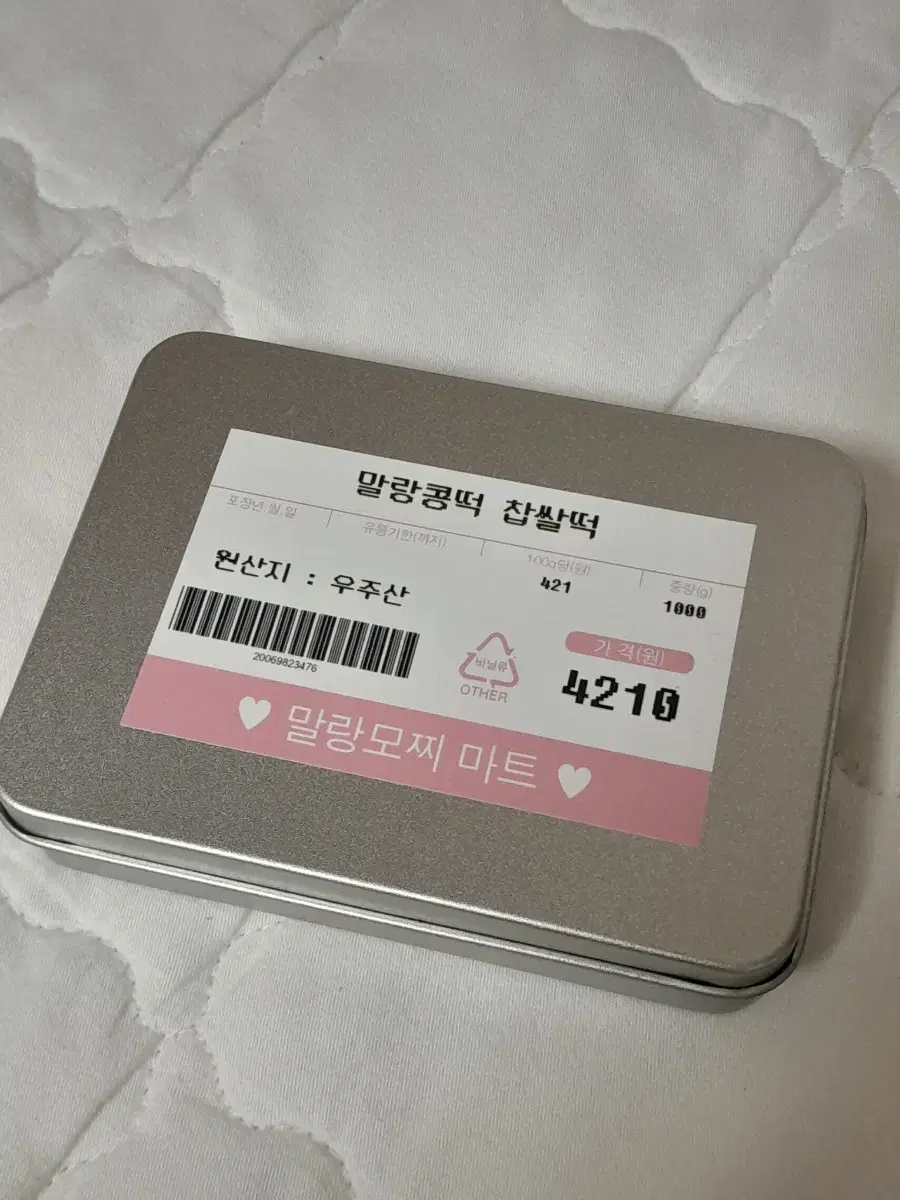 말랑콩떡 찹쌀떡
포장년.월.일 유통기한(까지) 100g당(원) 중량(g)
421 1000
원산지 : 우주산
20069823476
비닐류
OTHER
가 격(원)
4210
♥ 말랑모찌 마트 ♥